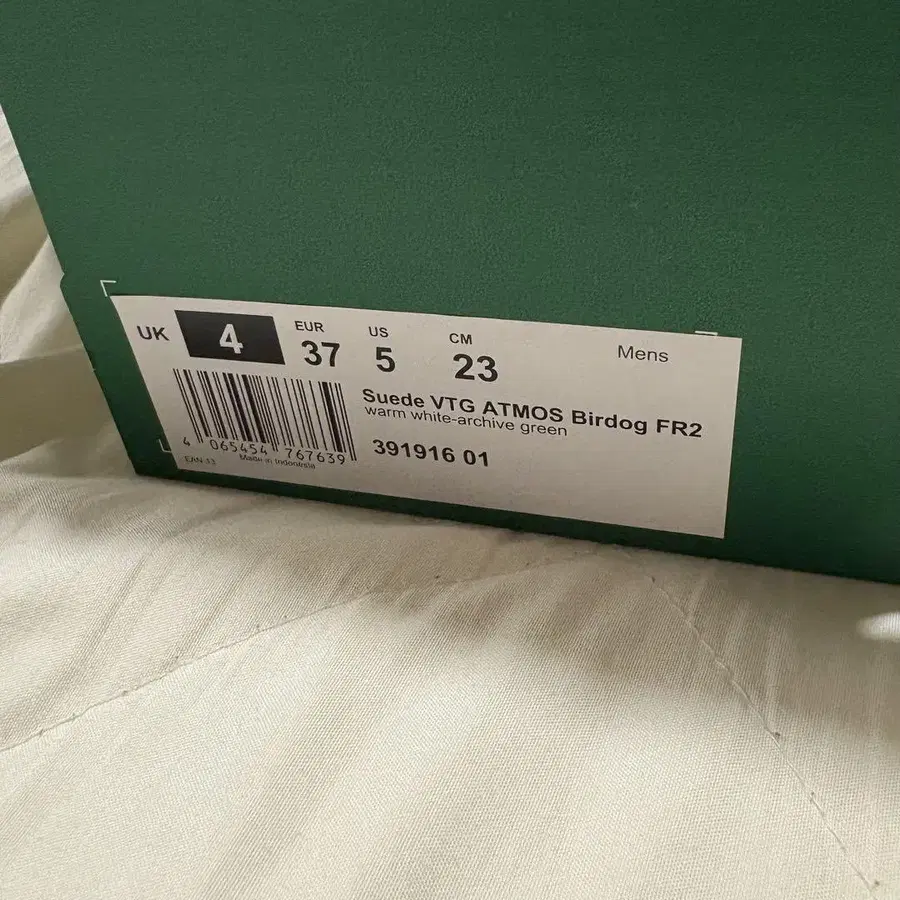 UK 4 EUR 37 US 5 CM 23 Mens
Suede VTG ATMOS Birdog FR2
warm white-archive green
391916 01
4 065454 767639
EAN 13 Made in Indonesia